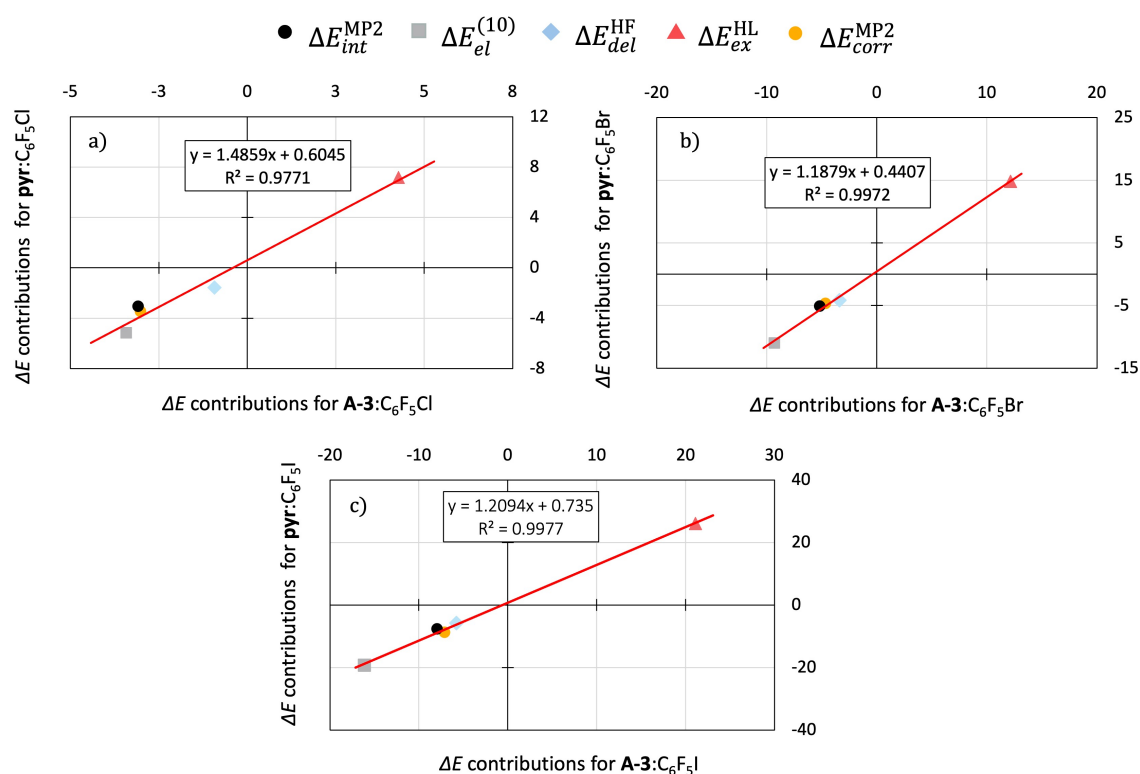 ΔE_int^MP2 ΔE_el^(10) ΔE_del^HF ΔE_ex^HL ΔE_corr^MP2
a)
-5 -3 0 3 5 8
12
8
4
0
-4
-8
y = 1.4859x + 0.6045
R² = 0.9771
ΔE contributions for pyr:C₆F₅Cl
ΔE contributions for A-3:C₆F₅Cl
b)
-20 -10 0 10 20
25
15
5
-5
-15
y = 1.1879x + 0.4407
R² = 0.9972
ΔE contributions for pyr:C₆F₅Br
ΔE contributions for A-3:C₆F₅Br
c)
-20 -10 0 10 20 30
40
20
0
-20
-40
y = 1.2094x + 0.735
R² = 0.9977
ΔE contributions for pyr:C₆F₅I
ΔE contributions for A-3:C₆F₅I